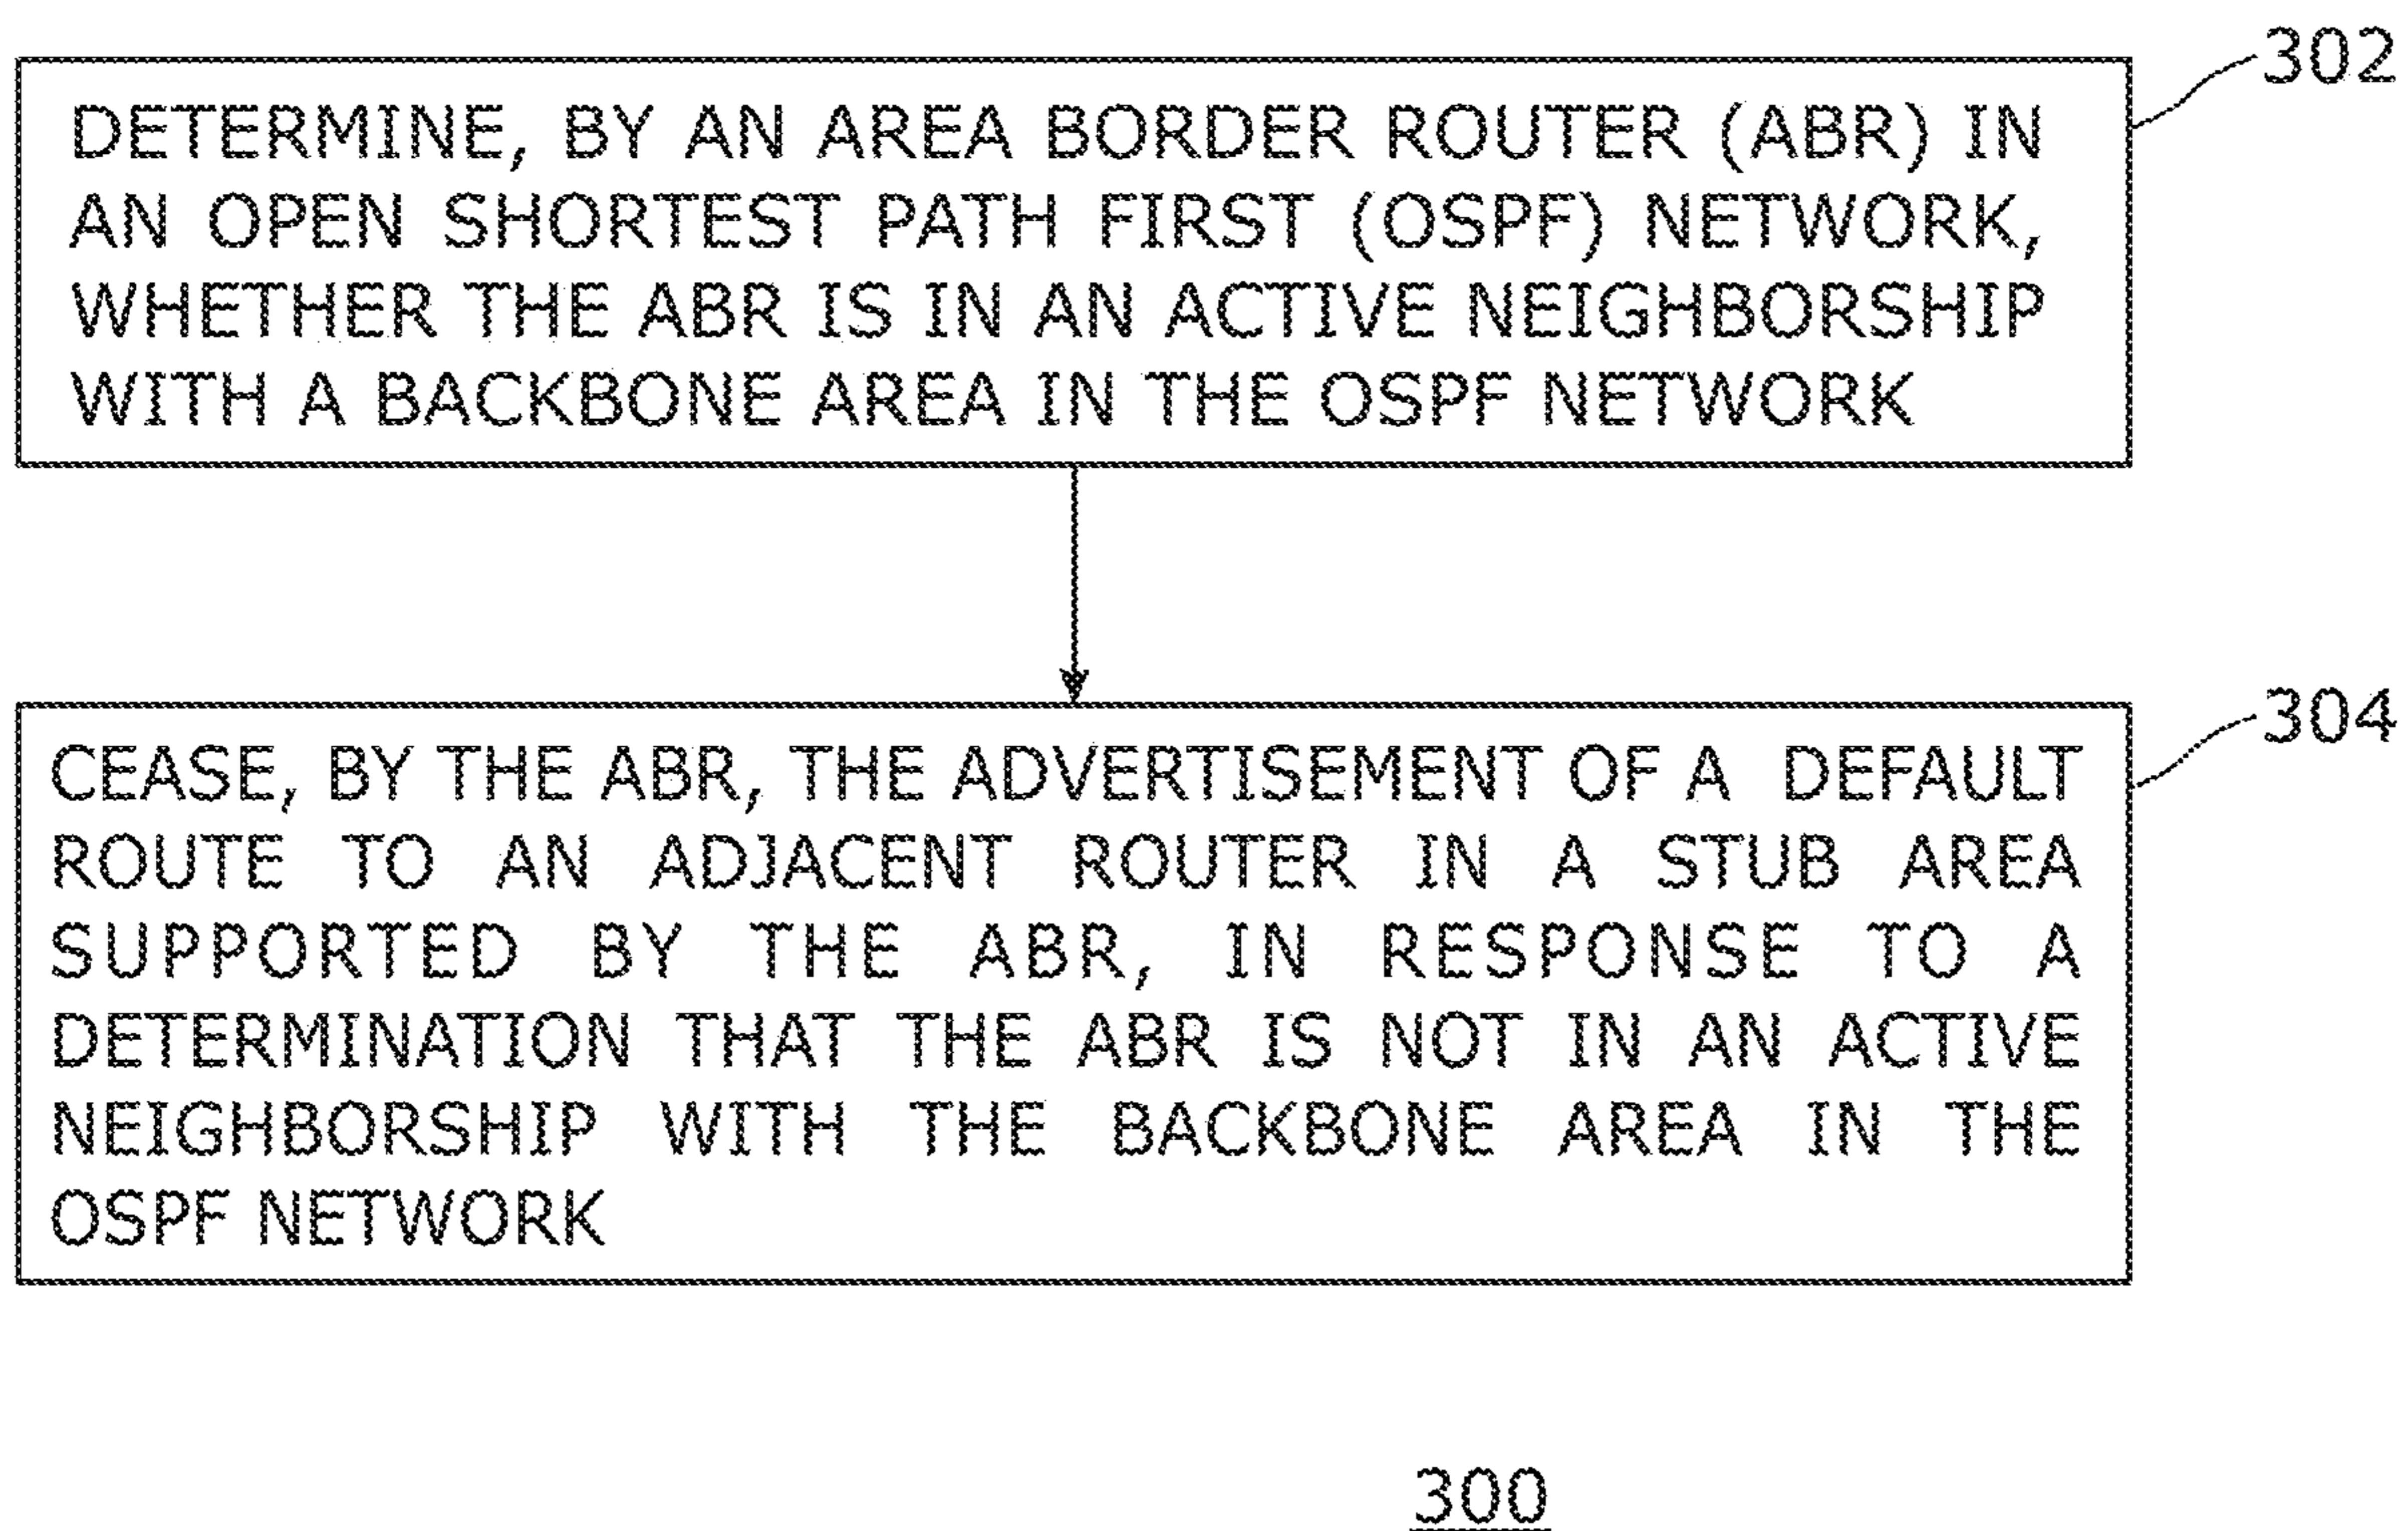 302
DETERMINE, BY AN AREA BORDER ROUTER (ABR) IN
AN OPEN SHORTEST PATH FIRST (OSPF) NETWORK,
WHETHER THE ABR IS IN AN ACTIVE NEIGHBORSHIP
WITH A BACKBONE AREA IN THE OSPF NETWORK
304
CEASE, BY THE ABR, THE ADVERTISEMENT OF A DEFAULT
ROUTE TO AN ADJACENT ROUTER IN A STUB AREA
SUPPORTED BY THE ABR, IN RESPONSE TO A
DETERMINATION THAT THE ABR IS NOT IN AN ACTIVE
NEIGHBORSHIP WITH THE BACKBONE AREA IN THE
OSPF NETWORK
300